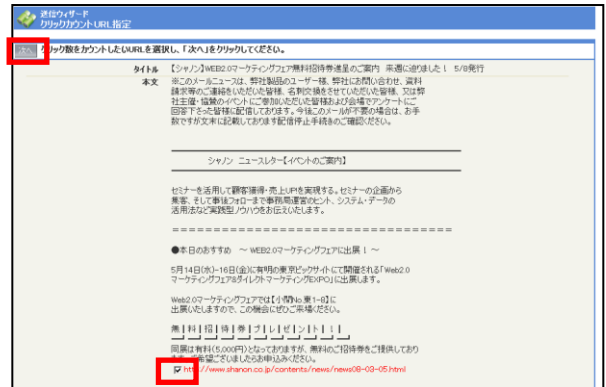 送信ウィザード
クリックカウントURL指定
次へ クリック数をカウントしたいURLを選択し、「次へ」をクリックしてください。
タイトル 【シャノン】WEB2.0マーケティングフェア無料招待券進呈のご案内 来週に迫りました！ 5/8発行
本文 ※このメールニュースは、弊社製品のユーザー様、弊社にお問い合わせ、資料
請求等のご連絡をいただいた皆様、名刺交換をさせていただいた皆様、又は弊
社主催・協賛のイベントにご参加いただいた皆様および会場でアンケートにご
回答下さった皆様に配信しております。今後このメールが不要の場合は、お手
数ですが文末に記載しております配信停止手続きのご確認ください。
シャノン ニュースレター【イベントのご案内】
セミナーを活用して顧客獲得・売上UPを実現する。セミナーの企画から
集客、そして事後フォローまで事務局運営のヒント、システム・データの
活用法など実践型ノウハウをお伝えいたします。
===================================
●本日のおすすめ ～ WEB2.0マーケティングフェアに出展！～
5月14日(水)-16日(金)に有明の東京ビックサイトにて開催される「Web2.0
マーケティングフェア&ダイレクトマーケティングEXPO」に出展します。
Web2.0マーケティングフェアでは【小間No.東1-8】に
出展いたしますので、この機会にぜひご来場ください。
無┃料┃招┃待┃券┃プ┃レ┃ゼ┃ン┃ト┃！┃
同展は有料(5,000円)となっておりますが、無料のご招待券をご提供しており
ます。ご希望ございましたらお申込みください。
http://www.shanon.co.jp/contents/news/news08-03-05.html